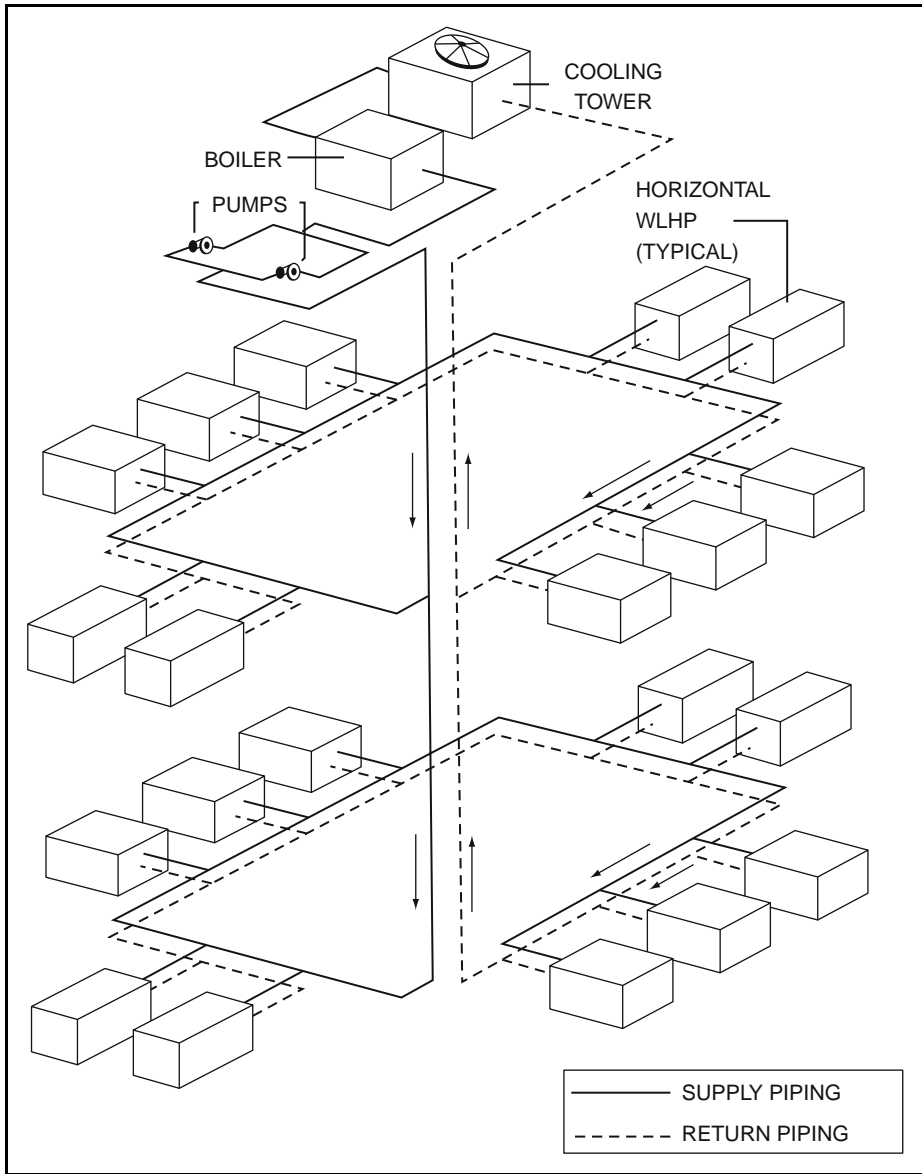 COOLING
TOWER
BOILER
HORIZONTAL
WLHP
(TYPICAL)
PUMPS
SUPPLY PIPING
RETURN PIPING